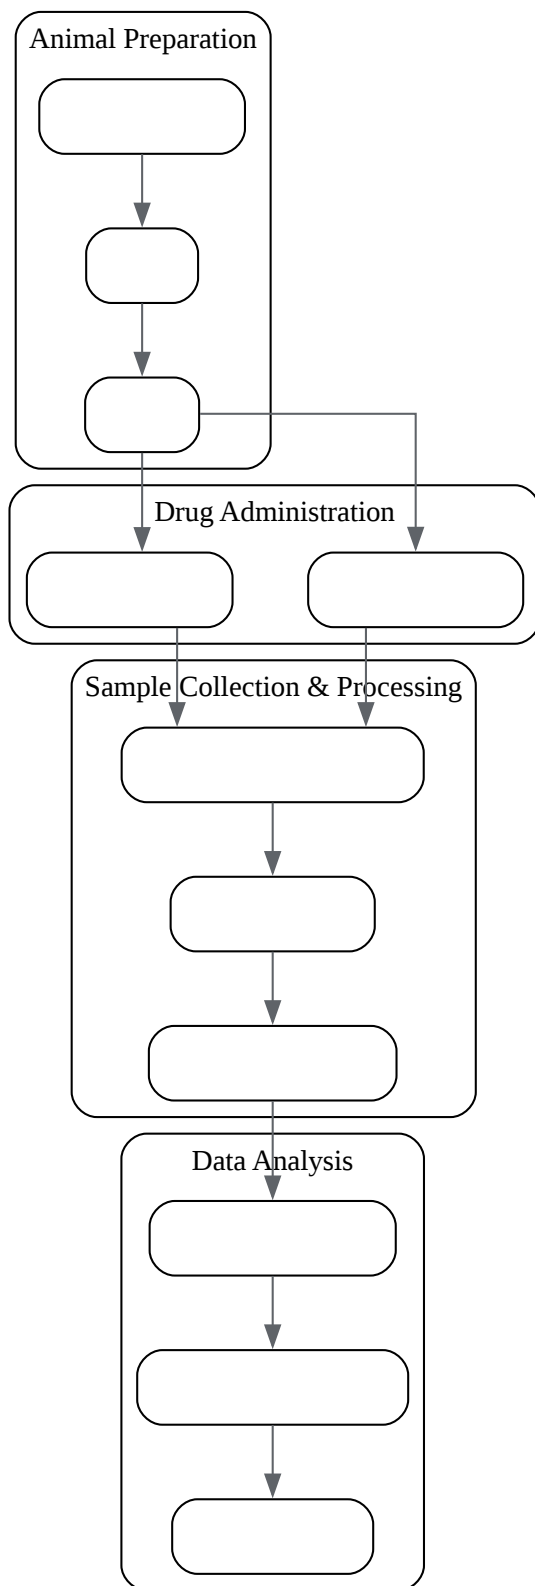 Animal Preparation
Drug Administration
Sample Collection & Processing
Data Analysis